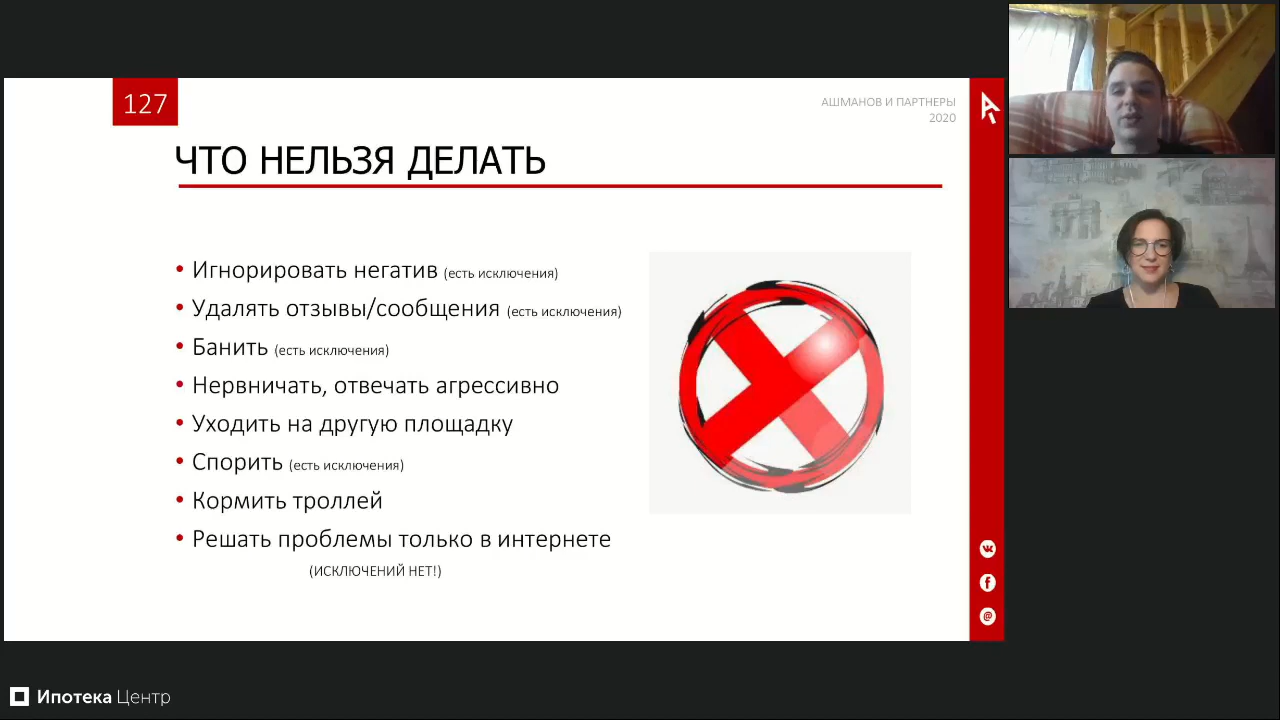 127
АШМАНОВ И ПАРТНЕРЫ
2020
ЧТО НЕЛЬЗЯ ДЕЛАТЬ
• Игнорировать негатив (есть исключения)
• Удалять отзывы/сообщения (есть исключения)
• Банить (есть исключения)
• Нервничать, отвечать агрессивно
• Уходить на другую площадку
• Спорить (есть исключения)
• Кормить троллей
• Решать проблемы только в интернете
(ИСКЛЮЧЕНИЙ НЕТ!)
Ипотека Центр